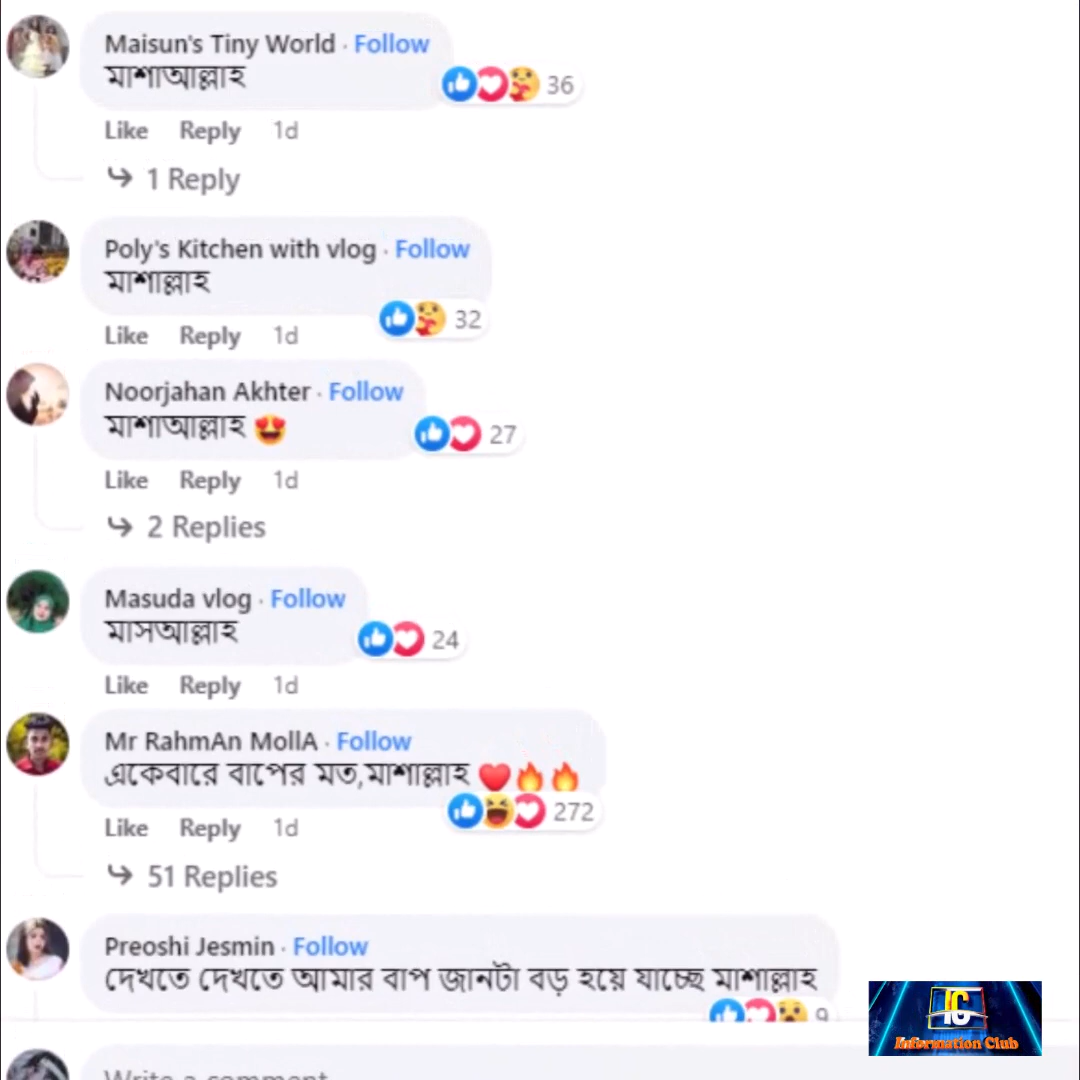 Maisun's Tiny World · Follow
মাশাআল্লাহ
36
Like Reply 1d
1 Reply
Poly's Kitchen with vlog · Follow
মাশাল্লাহ
32
Like Reply 1d
Noorjahan Akhter · Follow
মাশাআল্লাহ 😍
27
Like Reply 1d
2 Replies
Masuda vlog · Follow
মাসআল্লাহ
24
Like Reply 1d
Mr RahmAn MollA · Follow
একেবারে বাপের মত,মাশাল্লাহ ❤️🔥🔥
272
Like Reply 1d
51 Replies
Preoshi Jesmin · Follow
দেখতে দেখতে আমার বাপ জানটা বড় হয়ে যাচ্ছে মাশাল্লাহ
9
IC
Information Club
Write a comment